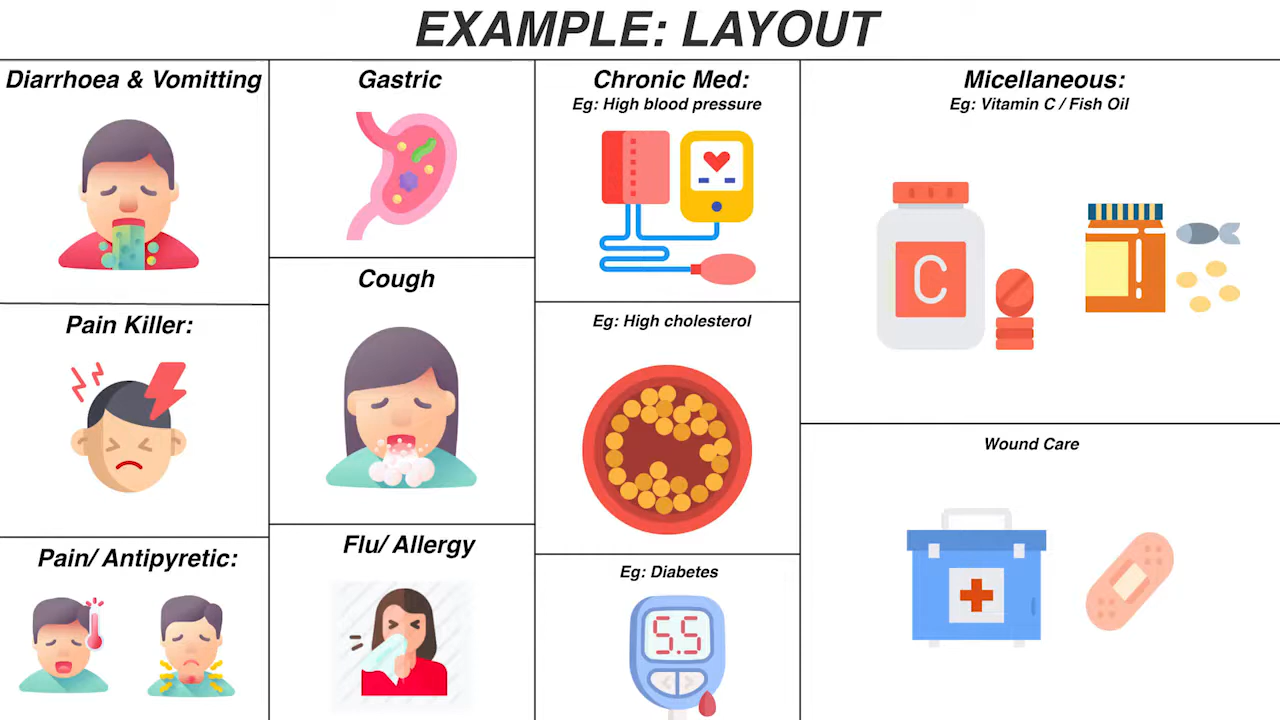 EXAMPLE: LAYOUT
Diarrhoea & Vomitting
Pain Killer:
Pain/ Antipyretic:
Gastric
Cough
Flu/ Allergy
Chronic Med:
Eg: High blood pressure
Eg: High cholesterol
Eg: Diabetes
5.5
Micellaneous:
Eg: Vitamin C / Fish Oil
C
Wound Care